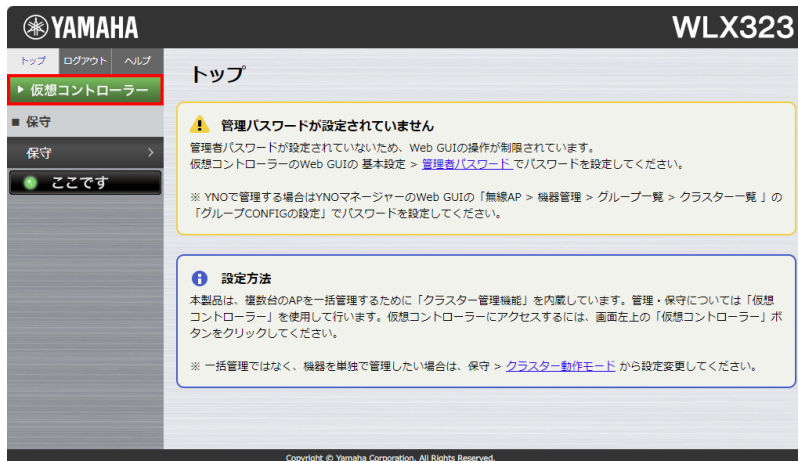 YAMAHA
WLX323
トップ
ログアウト
ヘルプ
仮想コントローラー
保守
保守
ここです
トップ
管理パスワードが設定されていません
管理者パスワードが設定されていないため、Web GUIの操作が制限されています。
仮想コントローラーのWeb GUIの 基本設定 > 管理者パスワード でパスワードを設定してください。
※ YNOで管理する場合はYNOマネージャーのWeb GUIの「無線AP > 機器管理 > グループ一覧 > クラスター一覧 」の
「グループCONFIGの設定」でパスワードを設定してください。
設定方法
本製品は、複数台のAPを一括管理するために「クラスター管理機能」を内蔵しています。管理・保守については「仮想
コントローラー」を使用して行います。仮想コントローラーにアクセスするには、画面左上の「仮想コントローラー」ボ
タンをクリックしてください。
※ 一括管理ではなく、機器を単独で管理したい場合は、保守 > クラスター動作モード から設定変更してください。
Copyright © Yamaha Corporation. All Rights Reserved.